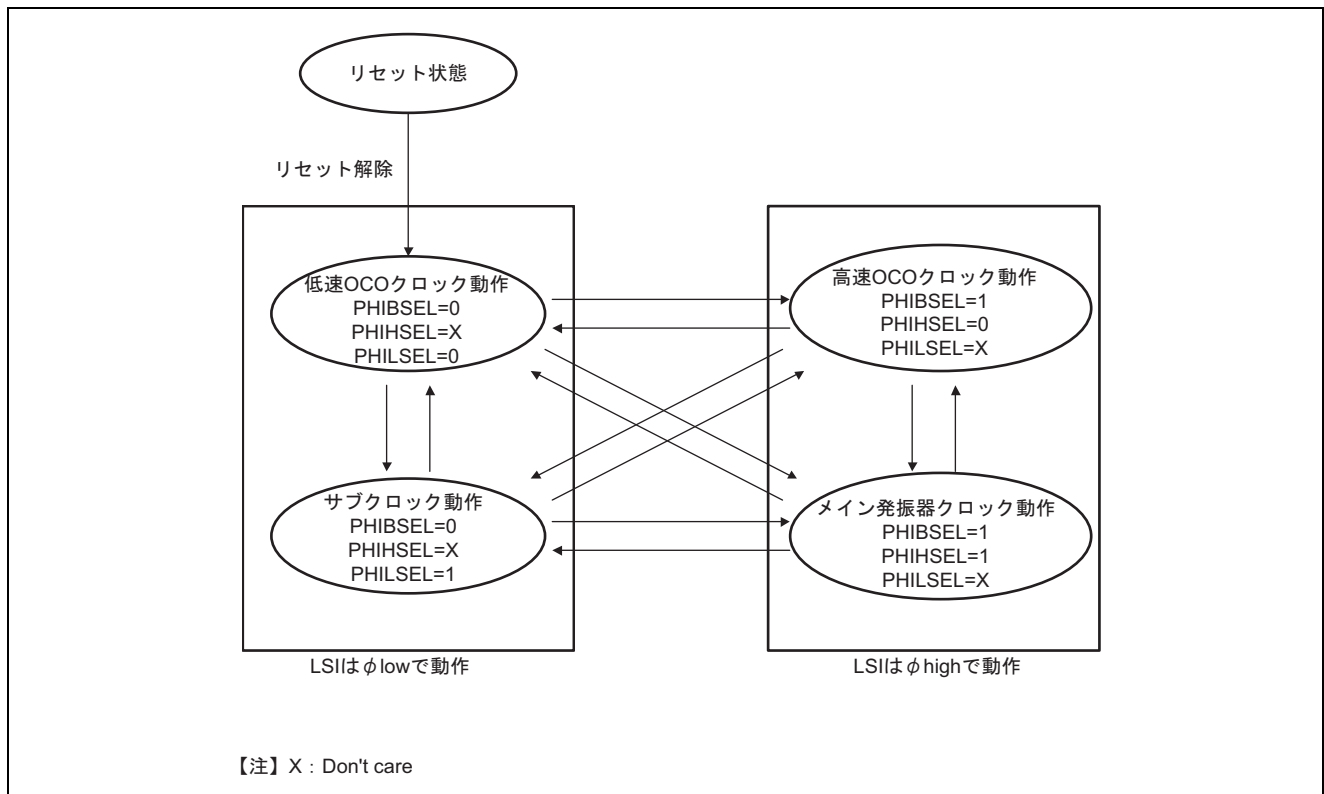 リセット状態
リセット解除
低速OCOクロック動作
PHIBSEL=0
PHIHSEL=X
PHILSEL=0
高速OCOクロック動作
PHIBSEL=1
PHIHSEL=0
PHILSEL=X
サブクロック動作
PHIBSEL=0
PHIHSEL=X
PHILSEL=1
メイン発振器クロック動作
PHIBSEL=1
PHIHSEL=1
PHILSEL=X
LSIはφlowで動作
LSIはφhighで動作
【注】X : Don't care